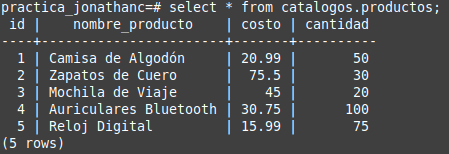 practica_jonathanc=# select * from catalogos.productos;
 id |   nombre_producto    | costo | cantidad
----+----------------------+-------+----------
  1 | Camisa de Algodón    | 20.99 |       50
  2 | Zapatos de Cuero     |  75.5 |       30
  3 | Mochila de Viaje     |    45 |       20
  4 | Auriculares Bluetooth | 30.75 |      100
  5 | Reloj Digital        | 15.99 |       75
(5 rows)